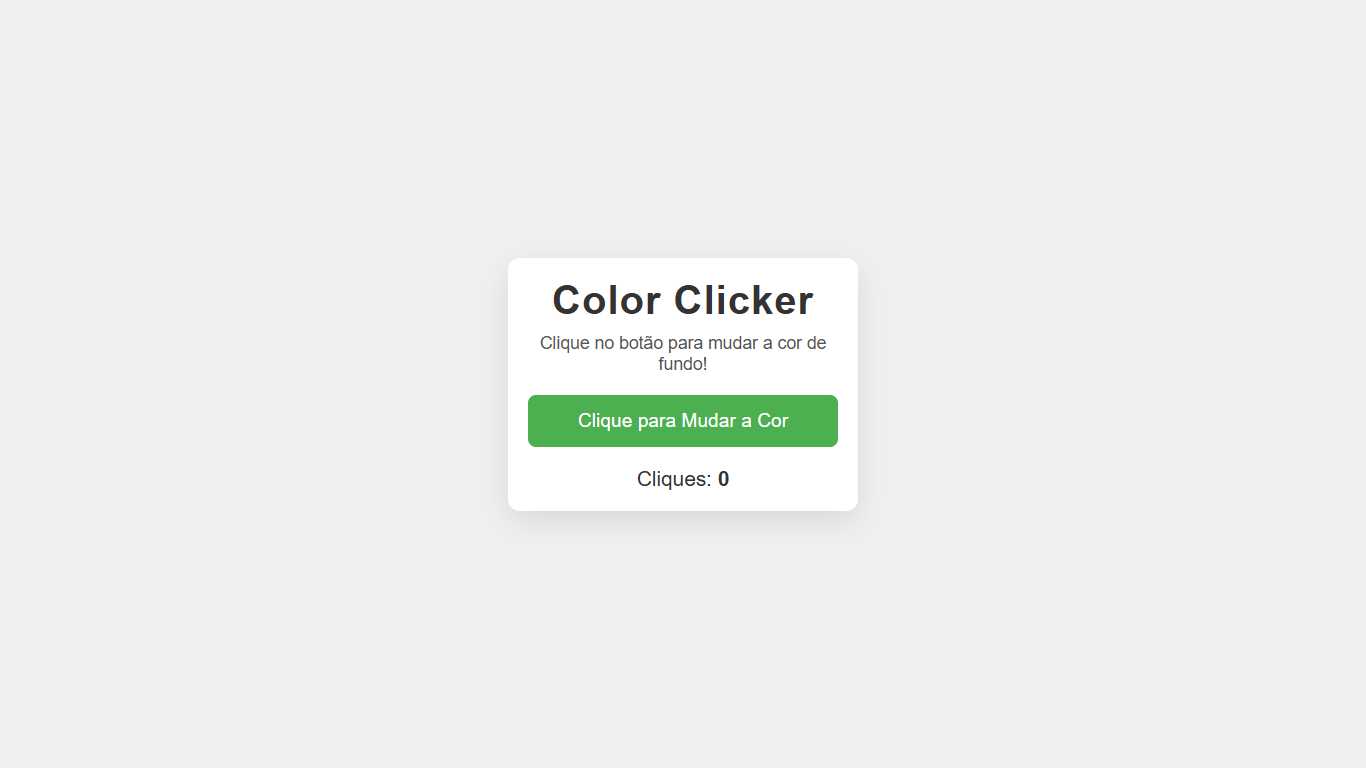 Color Clicker
Clique no botão para mudar a cor de
fundo!
Clique para Mudar a Cor
Cliques: 0